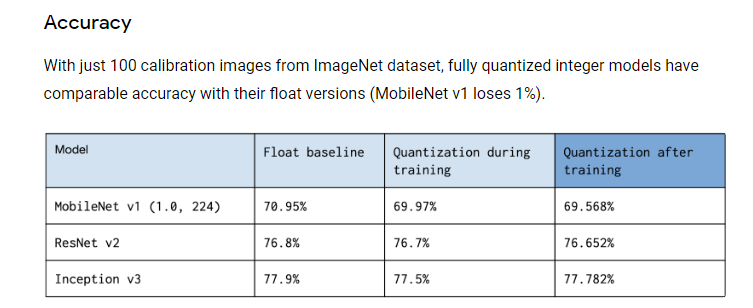 Accuracy
With just 100 calibration images from ImageNet dataset, fully quantized integer models have
comparable accuracy with their float versions (MobileNet v1 loses 1%).
Model Float baseline Quantization during training Quantization after training
MobileNet v1 (1.0, 224) 70.95% 69.97% 69.568%
ResNet v2 76.8% 76.7% 76.652%
Inception v3 77.9% 77.5% 77.782%